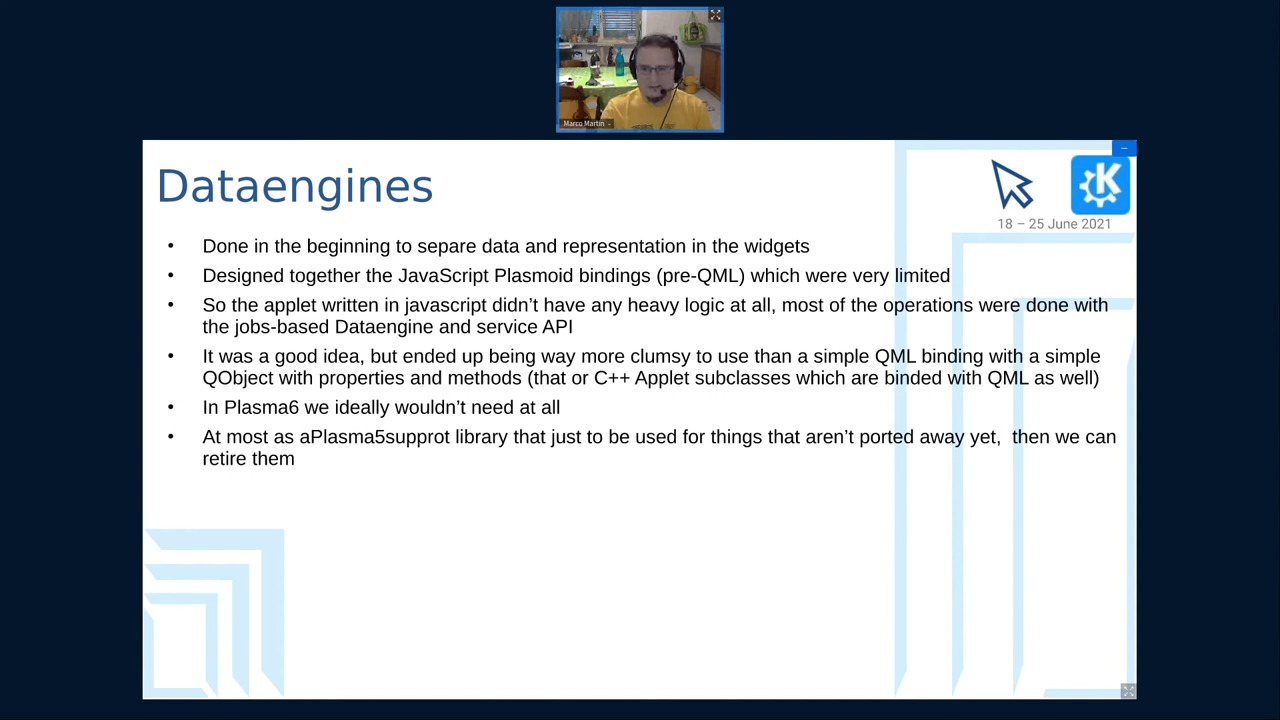 Marco Martin
Dataengines
18 – 25 June 2021
• Done in the beginning to separe data and representation in the widgets
• Designed together the JavaScript Plasmoid bindings (pre-QML) which were very limited
• So the applet written in javascript didn't have any heavy logic at all, most of the operations were done with
the jobs-based Dataengine and service API
• It was a good idea, but ended up being way more clumsy to use than a simple QML binding with a simple
QObject with properties and methods (that or C++ Applet subclasses which are binded with QML as well)
• In Plasma6 we ideally wouldn't need at all
• At most as aPlasma5supprot library that just to be used for things that aren't ported away yet, then we can
retire them